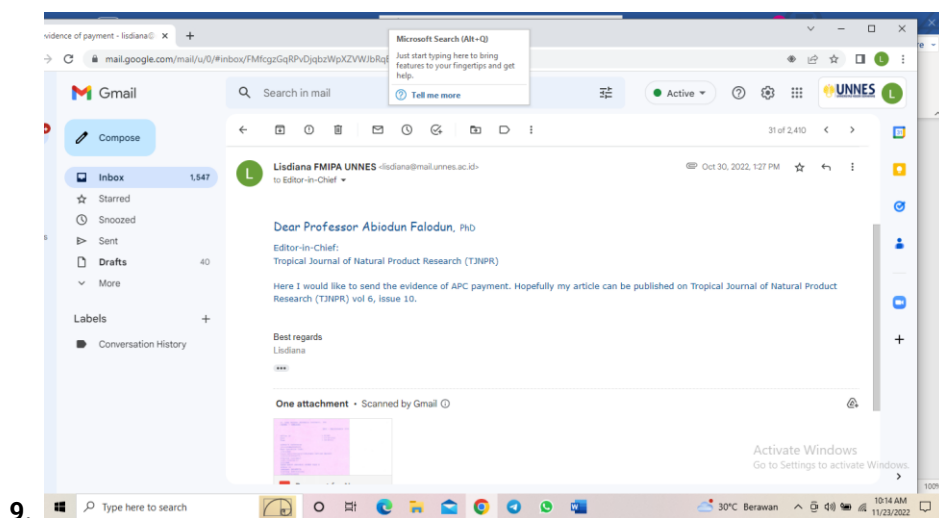 vidence of payment - lisdiana@
Microsoft Search (Alt+Q)
Just start typing here to bring
features to your fingertips and get
help.
Tell me more
mail.google.com/mail/u/0/#inbox/
Gmail
Search in mail
Active
UNNES
L
Compose
31 of 2,410
Inbox 1,547
Starred
Snoozed
Sent
Drafts 40
More
Labels
Conversation History
L
Lisdiana FMIPA UNNES <lisdiana@mail.unnes.ac.id>
Oct 30, 2022, 1:27 PM
to Editor-in-Chief
Dear Professor Abiodun Falodun, PhD
Editor-in-Chief:
Tropical Journal of Natural Product Research (TJNPR)
Here I would like to send the evidence of APC payment. Hopefully my article can be published on Tropical Journal of Natural Product
Research (TJNPR) vol 6, issue 10.
Best regards
Lisdiana
One attachment • Scanned by Gmail
Activate Windows
Go to Settings to activate Windows.
100%
9.
Type here to search
30°C Berawan
10:14 AM
11/23/2022